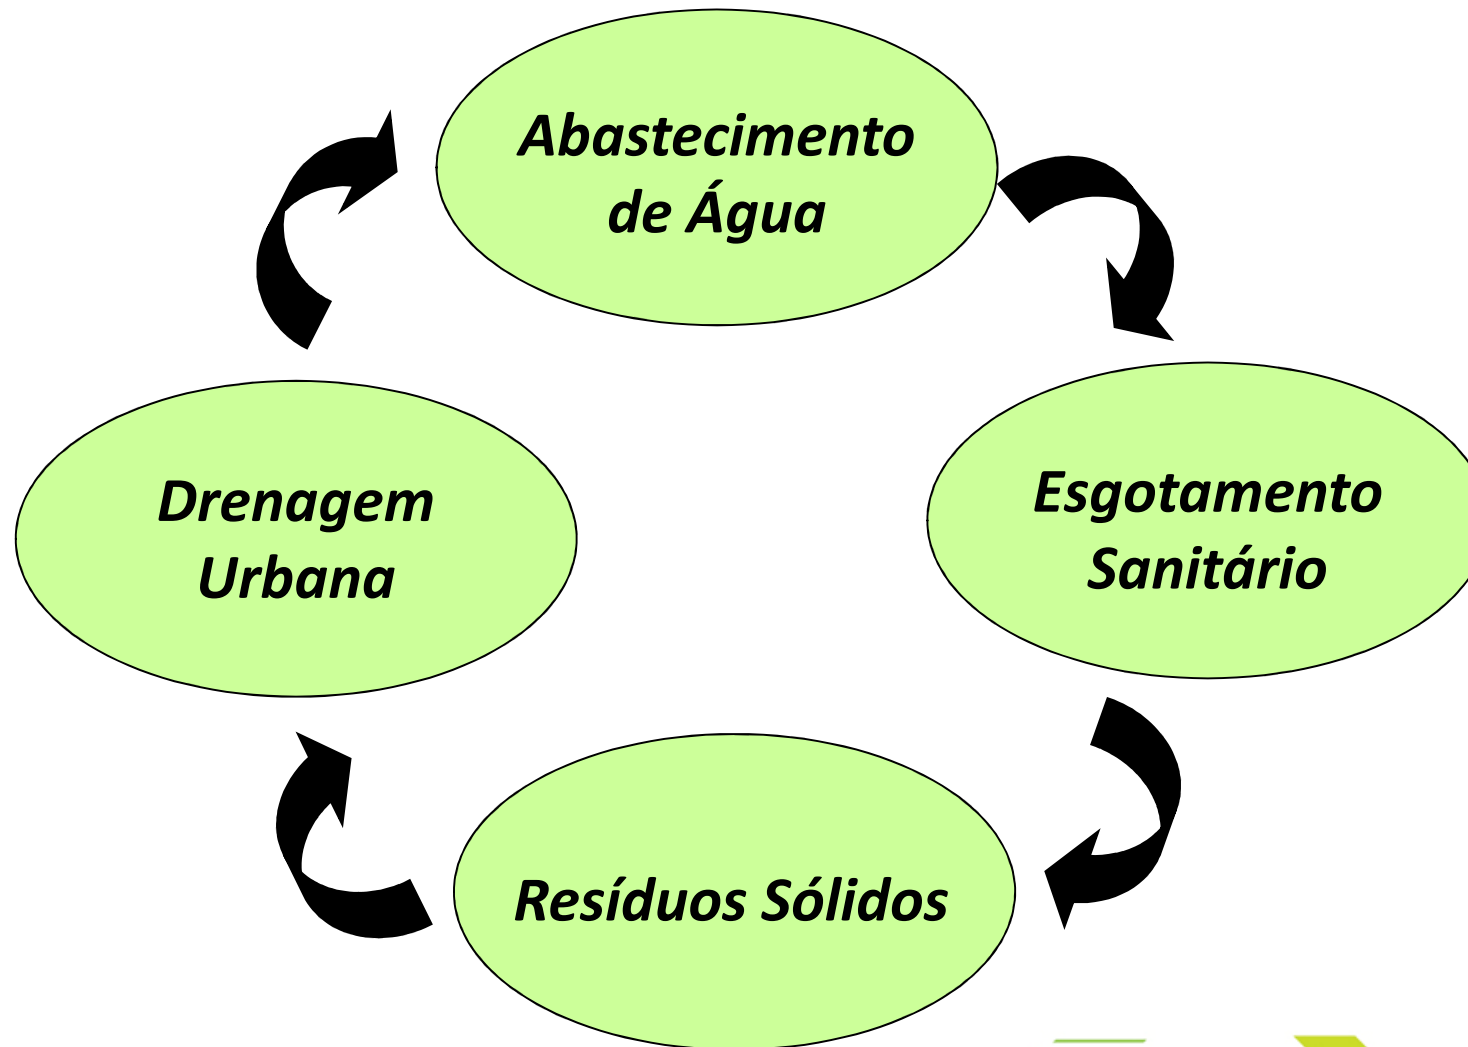 Abastecimento
de Água
Esgotamento
Sanitário
Resíduos Sólidos
Drenagem
Urbana